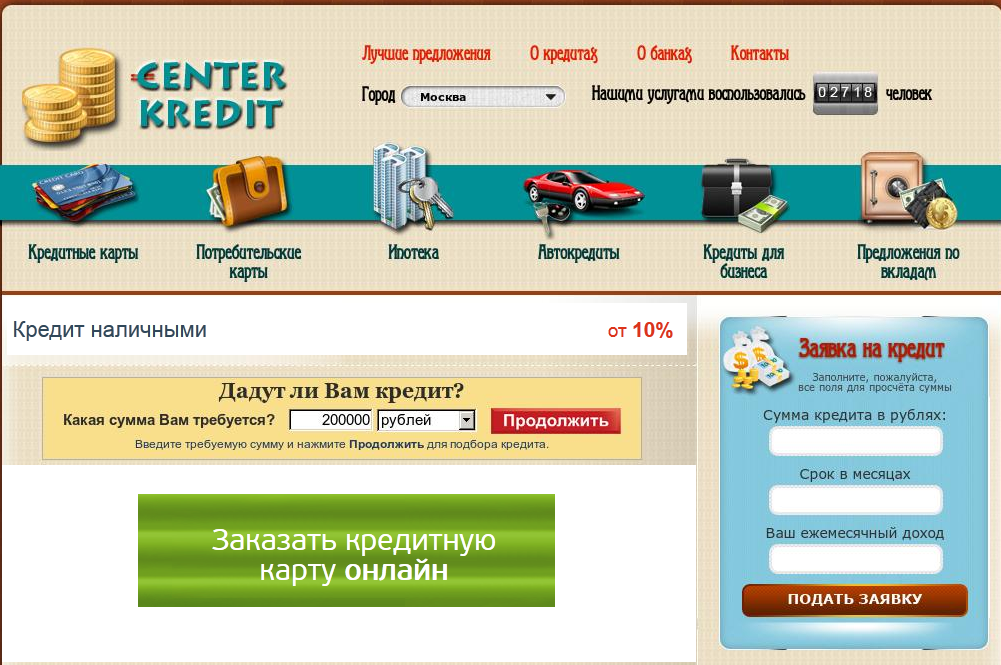 CENTER
KREDIT
Лучшие предложения О кредитах О банках Контакты
Город Москва Нашими услугами воспользовались 02718 человек
CREDIT CARD
Кредитные карты
Потребительские
карты
Ипотека
Автокредиты
Кредиты для
бизнеса
Предложения по
вкладам
Кредит наличными от 10%
Дадут ли Вам кредит?
Какая сумма Вам требуется? 200000 рублей Продолжить
Введите требуемую сумму и нажмите Продолжить для подбора кредита.
Заказать кредитную
карту онлайн
Заявка на кредит
Заполните, пожалуйста,
все поля для просчёта суммы
Сумма кредита в рублях:
Срок в месяцах
Ваш ежемесячный доход
ПОДАТЬ ЗАЯВКУ